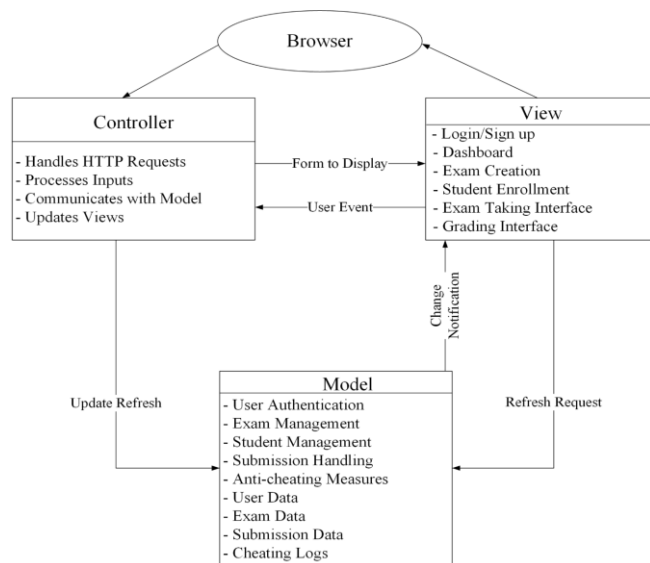 Browser
Controller
- Handles HTTP Requests
- Processes Inputs
- Communicates with Model
- Updates Views
Form to Display
User Event
View
- Login/Sign up
- Dashboard
- Exam Creation
- Student Enrollment
- Exam Taking Interface
- Grading Interface
Change
Notification
Update Refresh
Refresh Request
Model
- User Authentication
- Exam Management
- Student Management
- Submission Handling
- Anti-cheating Measures
- User Data
- Exam Data
- Submission Data
- Cheating Logs